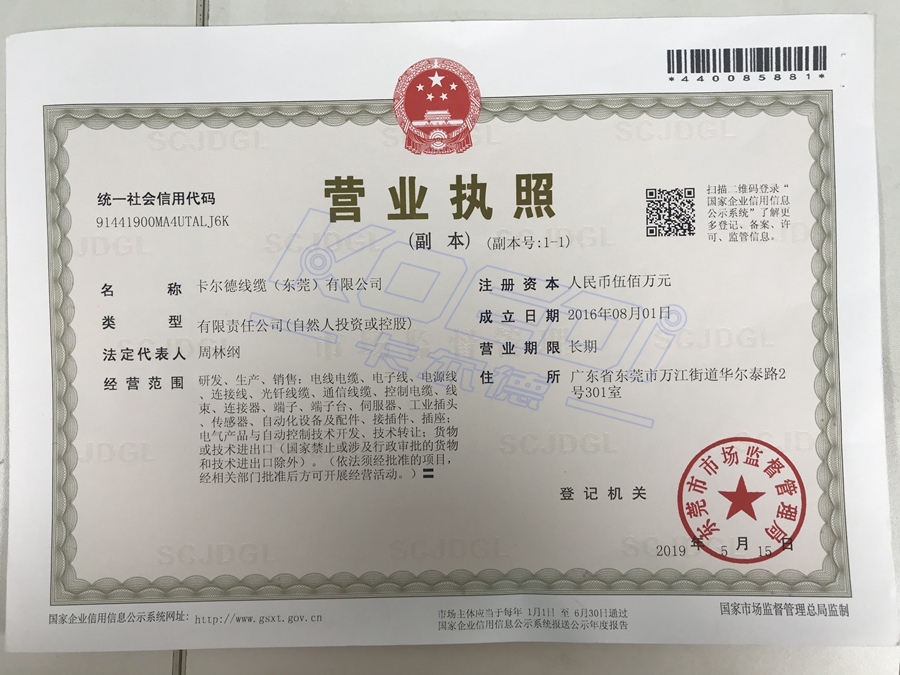 *440085881*
营业执照
(副 本) (副本号:1-1)
统一社会信用代码
91441900MA4UTALJ6K
扫描二维码登录“
国家企业信用信息
公示系统”了解更
多登记、备案、许
可、监管信息。
名 称 卡尔德线缆（东莞）有限公司
类 型 有限责任公司(自然人投资或控股)
法定代表人 周林纲
经营范围 研发、生产、销售：电线电缆、电子线、电源线
、连接线、光钎线缆、通信线缆、控制电缆、线
束、连接器、端子、端子台、伺服器、工业插头
、传感器、自动化设备及配件、接插件、插座；
电气产品与自动控制技术开发、技术转让；货物
或技术进出口（国家禁止或涉及行政审批的货物
和技术进出口除外）。（依法须经批准的项目，
经相关部门批准后方可开展经营活动。）
注册资本 人民币伍佰万元
成立日期 2016年08月01日
营业期限 长期
住 所 广东省东莞市万江街道华尔泰路2
号301室
KOCDI
卡尔德
登记机关
东莞市市场监督管理局
2019 年 5 月 15 日
SCJDGL
国家企业信用信息公示系统网址：http://www.gsxt.gov.cn
市场主体应当于每年 1月1日 至 6月30日通过
国家企业信用信息公示系统报送公示年度报告
国家市场监督管理总局监制